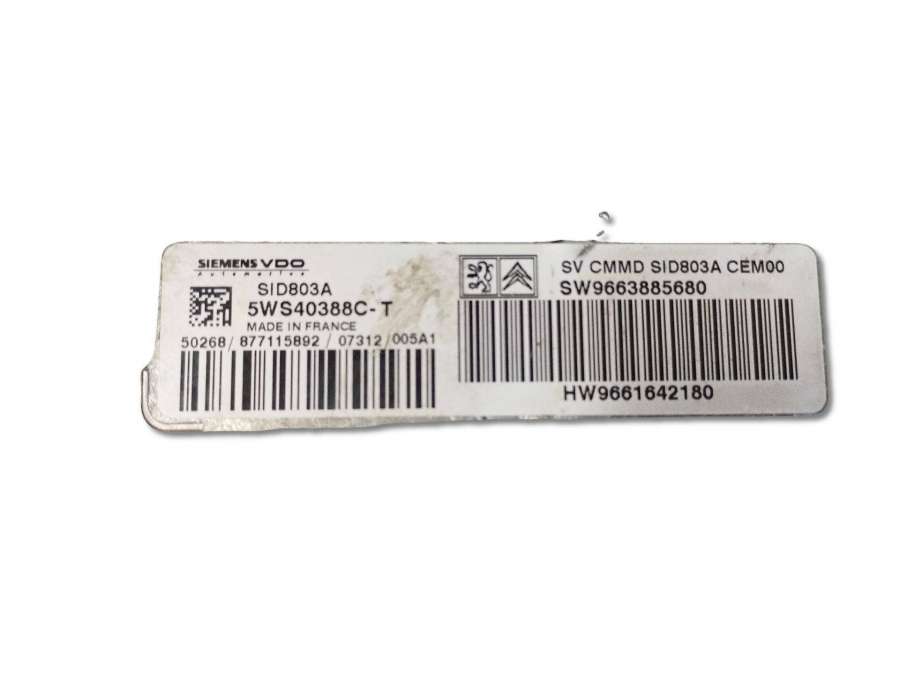 SIEMENS VDO
Automotive
SID803A
5WS40388C-T
MADE IN FRANCE
50268/877115892/07312/005A1
SV CMMD SID803A CEM00
SW9663885680
HW9661642180